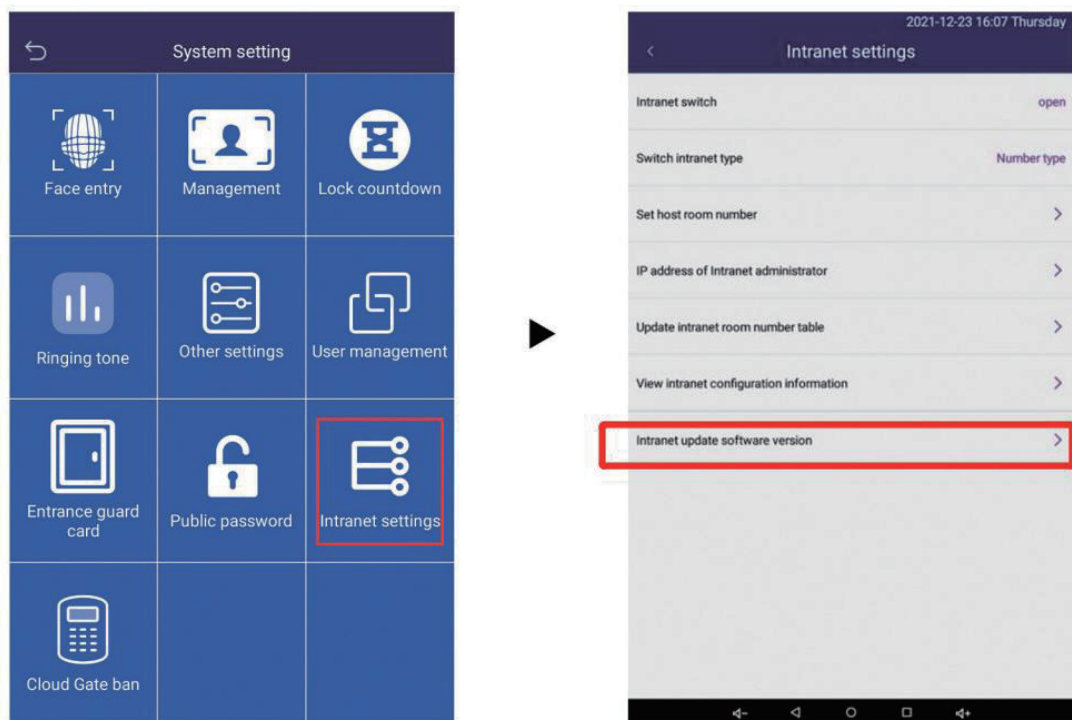 System setting
Face entry
Management
Lock countdown
Ringing tone
Other settings
User management
Entrance guard
card
Public password
Intranet settings
Cloud Gate ban
2021-12-23 16:07 Thursday
Intranet settings
Intranet switch
open
Switch intranet type
Number type
Set host room number
IP address of Intranet administrator
Update intranet room number table
View intranet configuration information
Intranet update software version